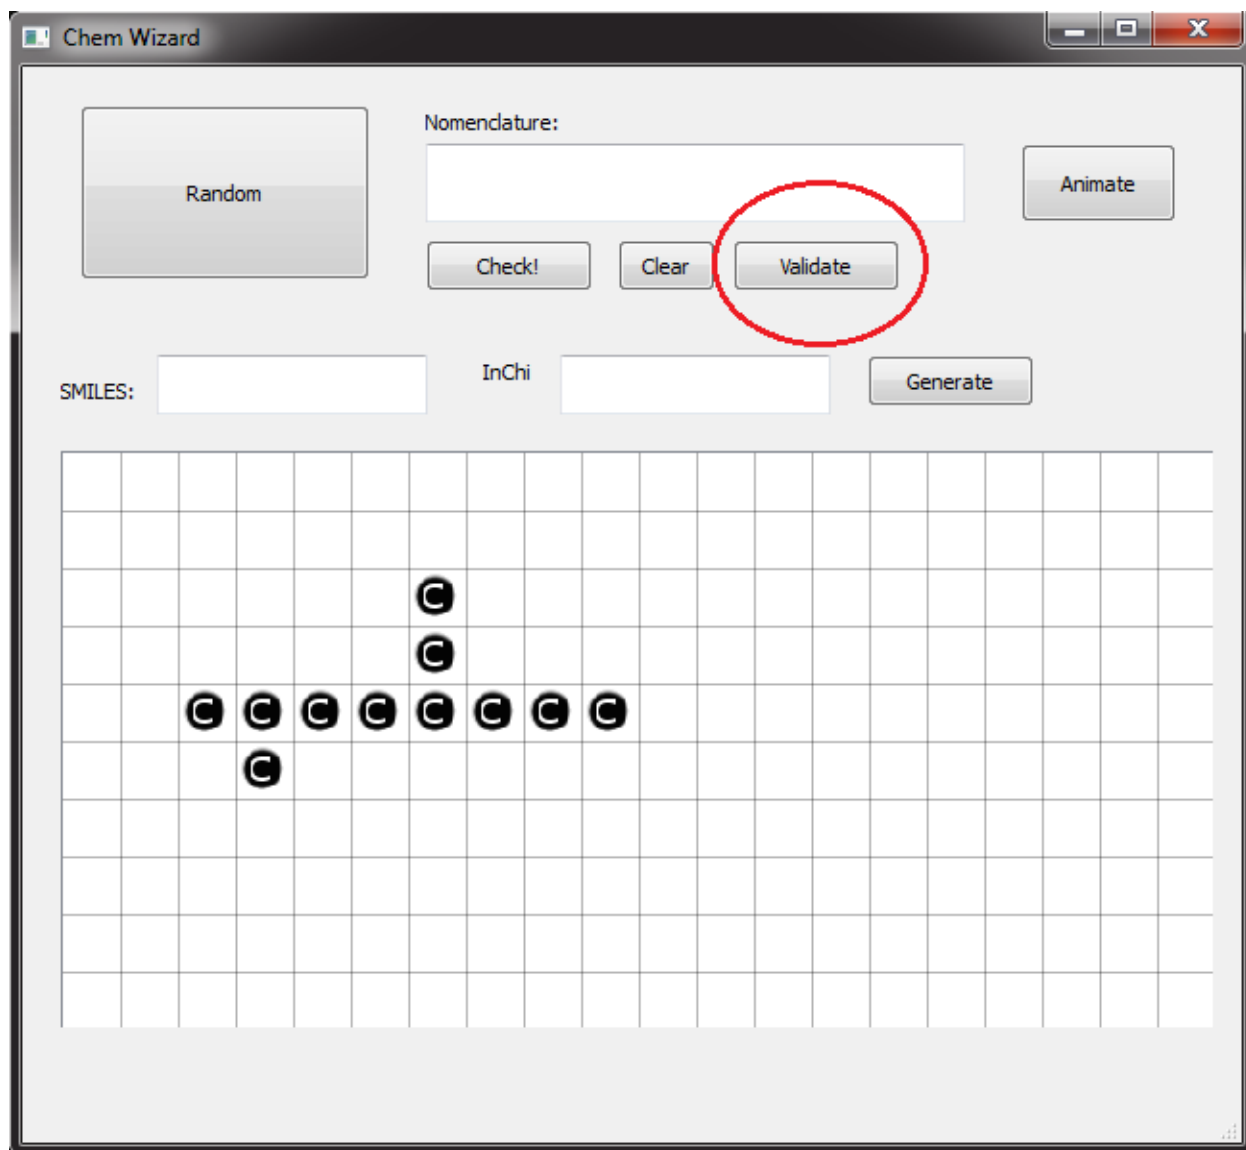 Chem Wizard
Nomenclature:
Random
Animate
Check! Clear Validate
InChi
SMILES:
Generate
C
C
C C C C C C C C
C